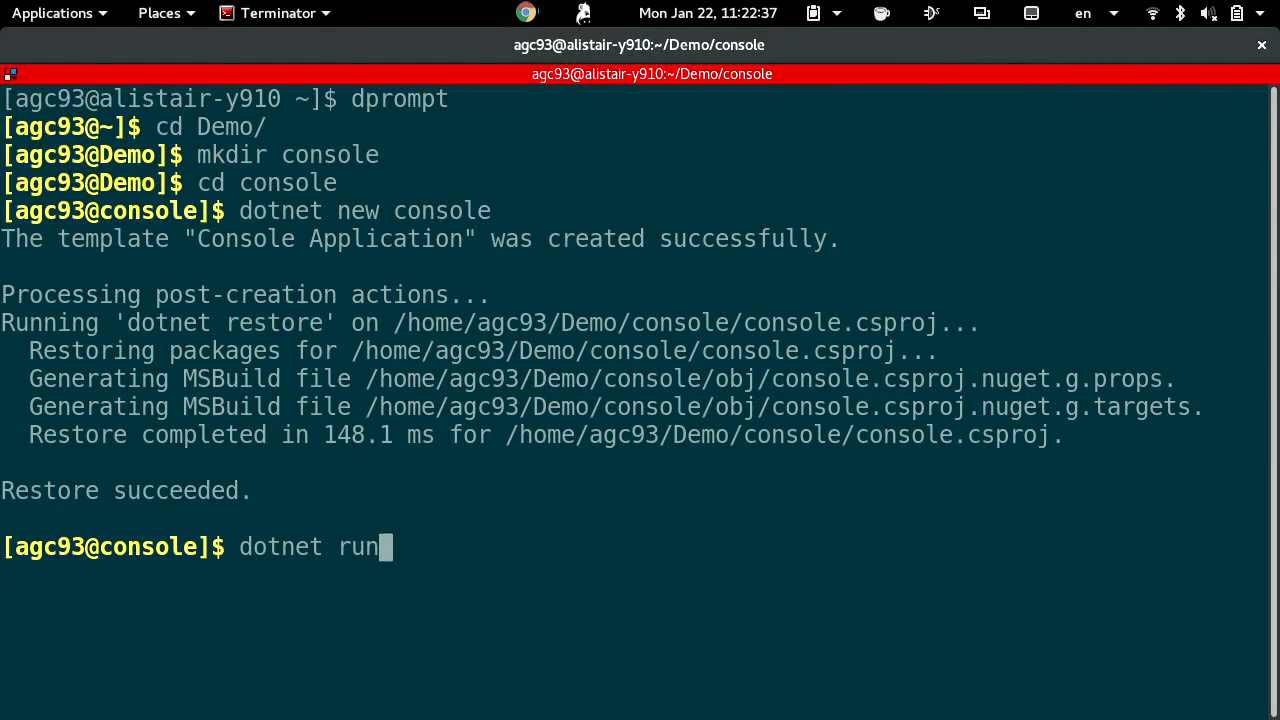 Applications Places Terminator Mon Jan 22, 11:22:37 en
agc93@alistair-y910:~/Demo/console
agc93@alistair-y910:~/Demo/console
[agc93@alistair-y910 ~]$ dprompt
[agc93@~]$ cd Demo/
[agc93@Demo]$ mkdir console
[agc93@Demo]$ cd console
[agc93@console]$ dotnet new console
The template "Console Application" was created successfully.
Processing post-creation actions...
Running 'dotnet restore' on /home/agc93/Demo/console/console.csproj...
  Restoring packages for /home/agc93/Demo/console/console.csproj...
  Generating MSBuild file /home/agc93/Demo/console/obj/console.csproj.nuget.g.props.
  Generating MSBuild file /home/agc93/Demo/console/obj/console.csproj.nuget.g.targets.
  Restore completed in 148.1 ms for /home/agc93/Demo/console/console.csproj.
Restore succeeded.
[agc93@console]$ dotnet run